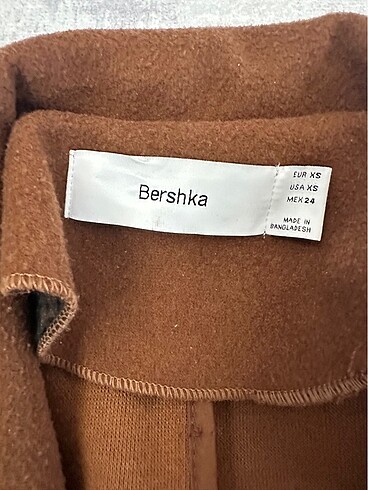 Bershka
EUR XS
USA XS
MEX 24
MADE IN
BANGLADESH